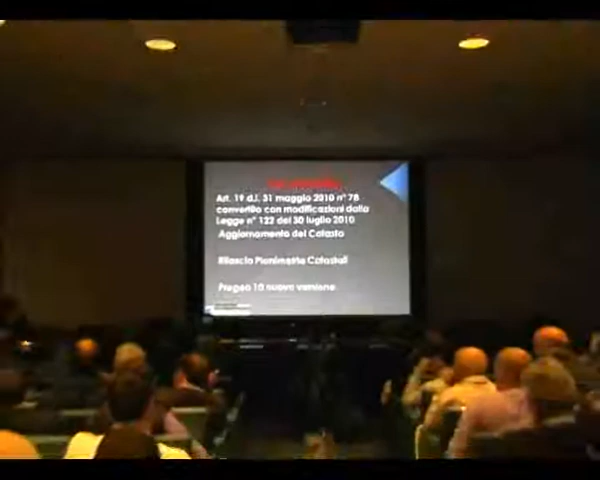 Art. 19 d.l. 31 maggio 2010 n° 78
convertito con modificazioni dalla
Legge n° 122 del 30 luglio 2010
Aggiornamento del Catasto
Rilascio Planimetrie Catastali
Pregeo 10 nuova versione